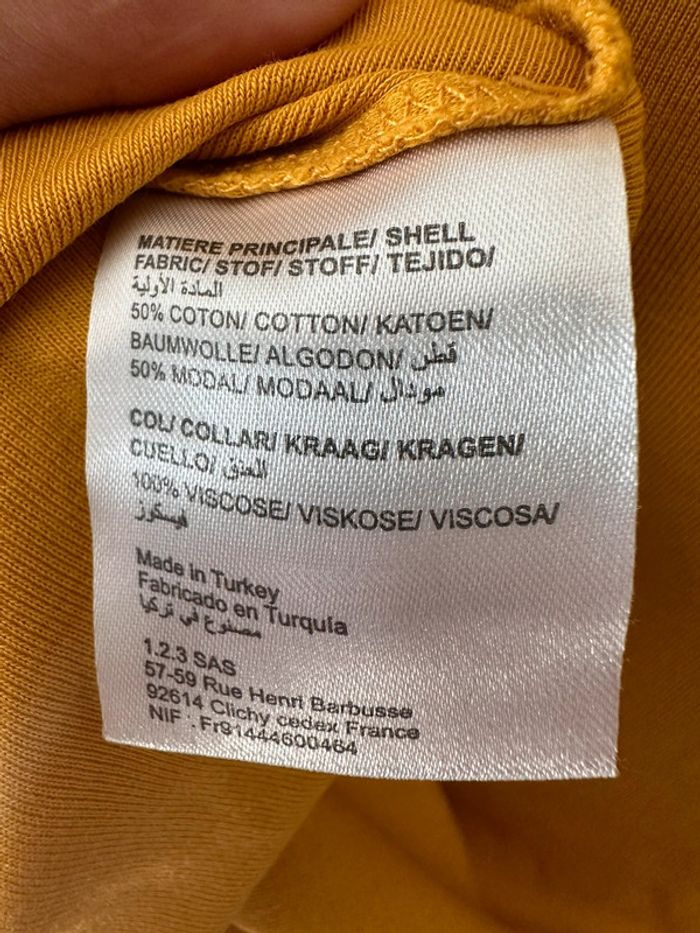 MATIERE PRINCIPALE/ SHELL
FABRIC/ STOF/ STOFF/ TEJIDO/
المادة الأولية
50% COTON/ COTTON/ KATOEN/
BAUMWOLLE/ ALGODON/ قطن
50% MODAL/ MODAAL/ مودال
COL/ COLLAR/ KRAAG/ KRAGEN/
CUELLO/ العنق
100% VISCOSE/ VISKOSE/ VISCOSA/
فيسكوز
Made in Turkey
Fabricado en Turquía
مصنوع في تركيا
1.2.3 SAS
57-59 Rue Henri Barbusse
92614 Clichy cedex France
NIF : Fr91444600464